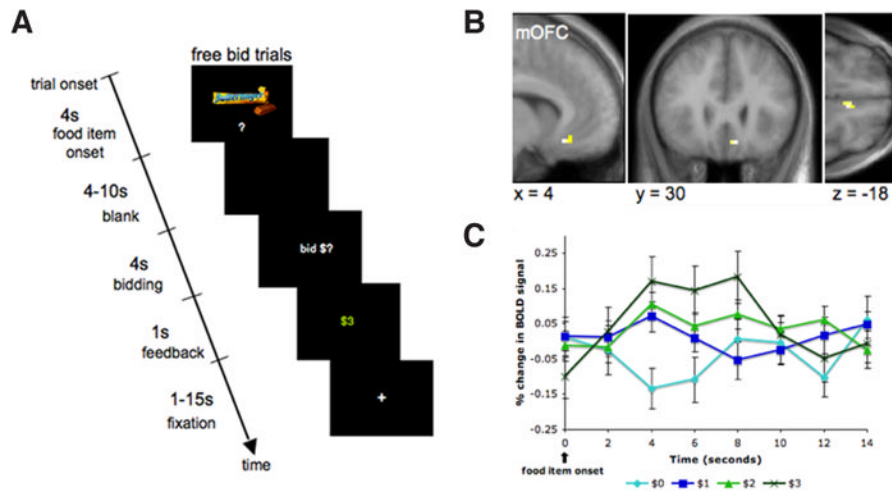 A
free bid trials
trial onset
4s
food item
onset
4-10s
blank
4s
bidding
1s
feedback
1-15s
fixation
time
?
bid $?
$3
+
B
mOFC
x = 4
y = 30
z = -18
C
% change in BOLD signal
0.25
0.15
0.05
-0.05
-0.15
-0.25
0 2 4 6 8 10 12 14
Time (seconds)
food item onset
$0 $1 $2 $3